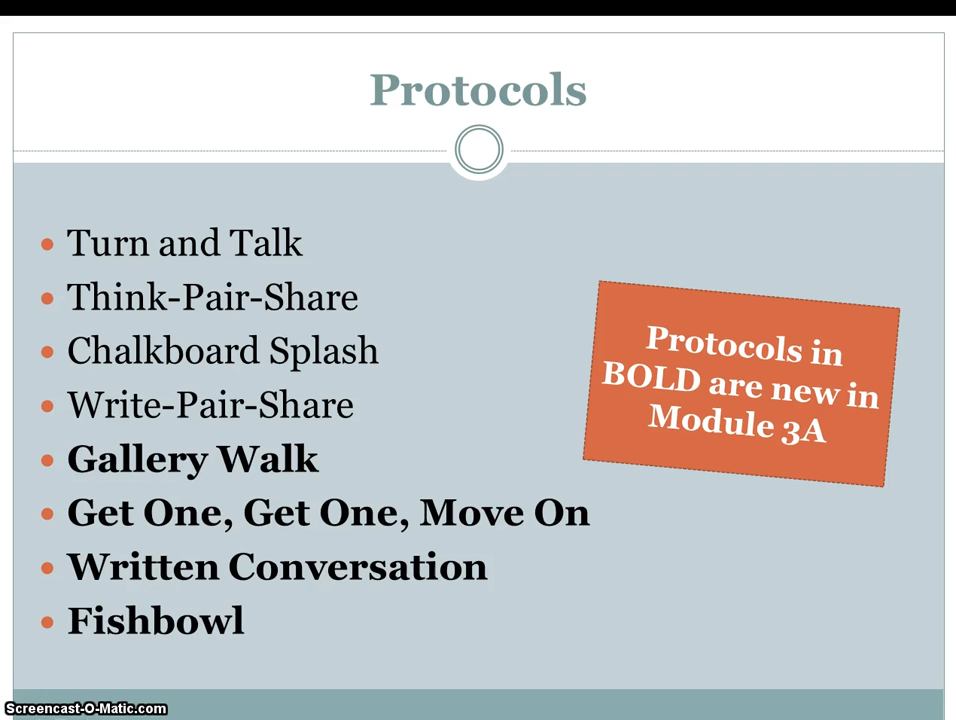 Protocols
Turn and Talk
Think-Pair-Share
Chalkboard Splash
Write-Pair-Share
Gallery Walk
Get One, Get One, Move On
Written Conversation
Fishbowl
Protocols in
BOLD are new in
Module 3A
Screencast-O-Matic.com